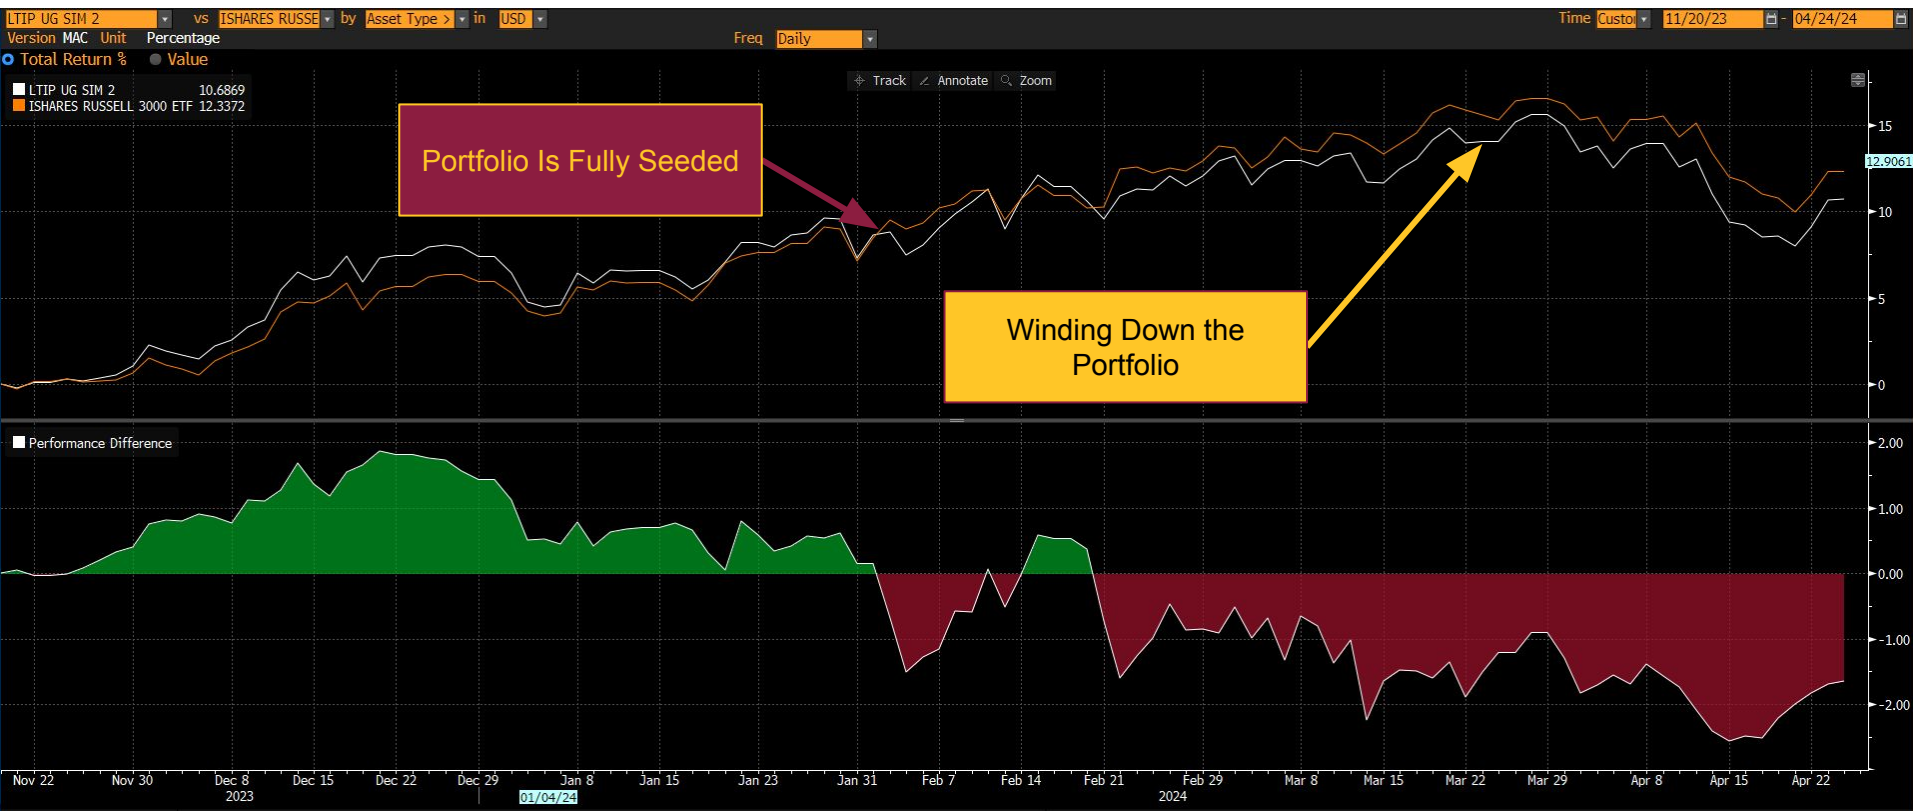 LTIP UG SIM 2 vs ISHARES RUSSE by Asset Type > in USD Time Custo 11/20/23 - 04/24/24
Version MAC Unit Percentage Freq Daily
Total Return % Value
Track Annotate Zoom
LTIP UG SIM 2 10.6869
ISHARES RUSSELL 3000 ETF 12.3372
Portfolio Is Fully Seeded
Winding Down the
Portfolio
15
12.9061
10
5
0
Performance Difference
2.00
1.00
0.00
-1.00
-2.00
Nov 22 Nov 30 Dec 8 Dec 15 Dec 22 Dec 29 Jan 8 Jan 15 Jan 23 Jan 31 Feb 7 Feb 14 Feb 21 Feb 29 Mar 8 Mar 15 Mar 22 Mar 29 Apr 8 Apr 15 Apr 22
2023 01/04/24 2024